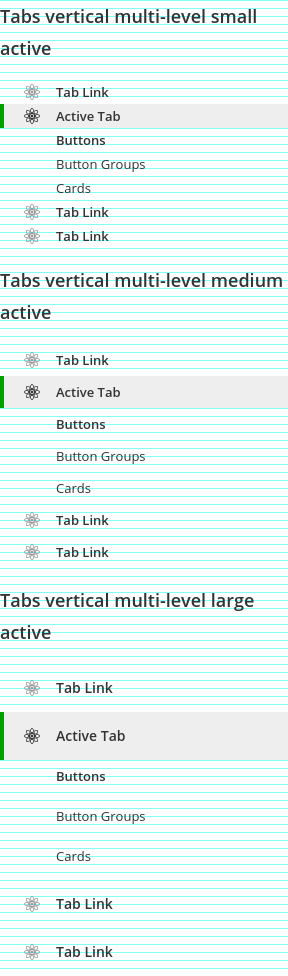 Tabs vertical multi-level small
active
Tab Link
Active Tab
Buttons
Button Groups
Cards
Tab Link
Tab Link
Tabs vertical multi-level medium
active
Tab Link
Active Tab
Buttons
Button Groups
Cards
Tab Link
Tab Link
Tabs vertical multi-level large
active
Tab Link
Active Tab
Buttons
Button Groups
Cards
Tab Link
Tab Link